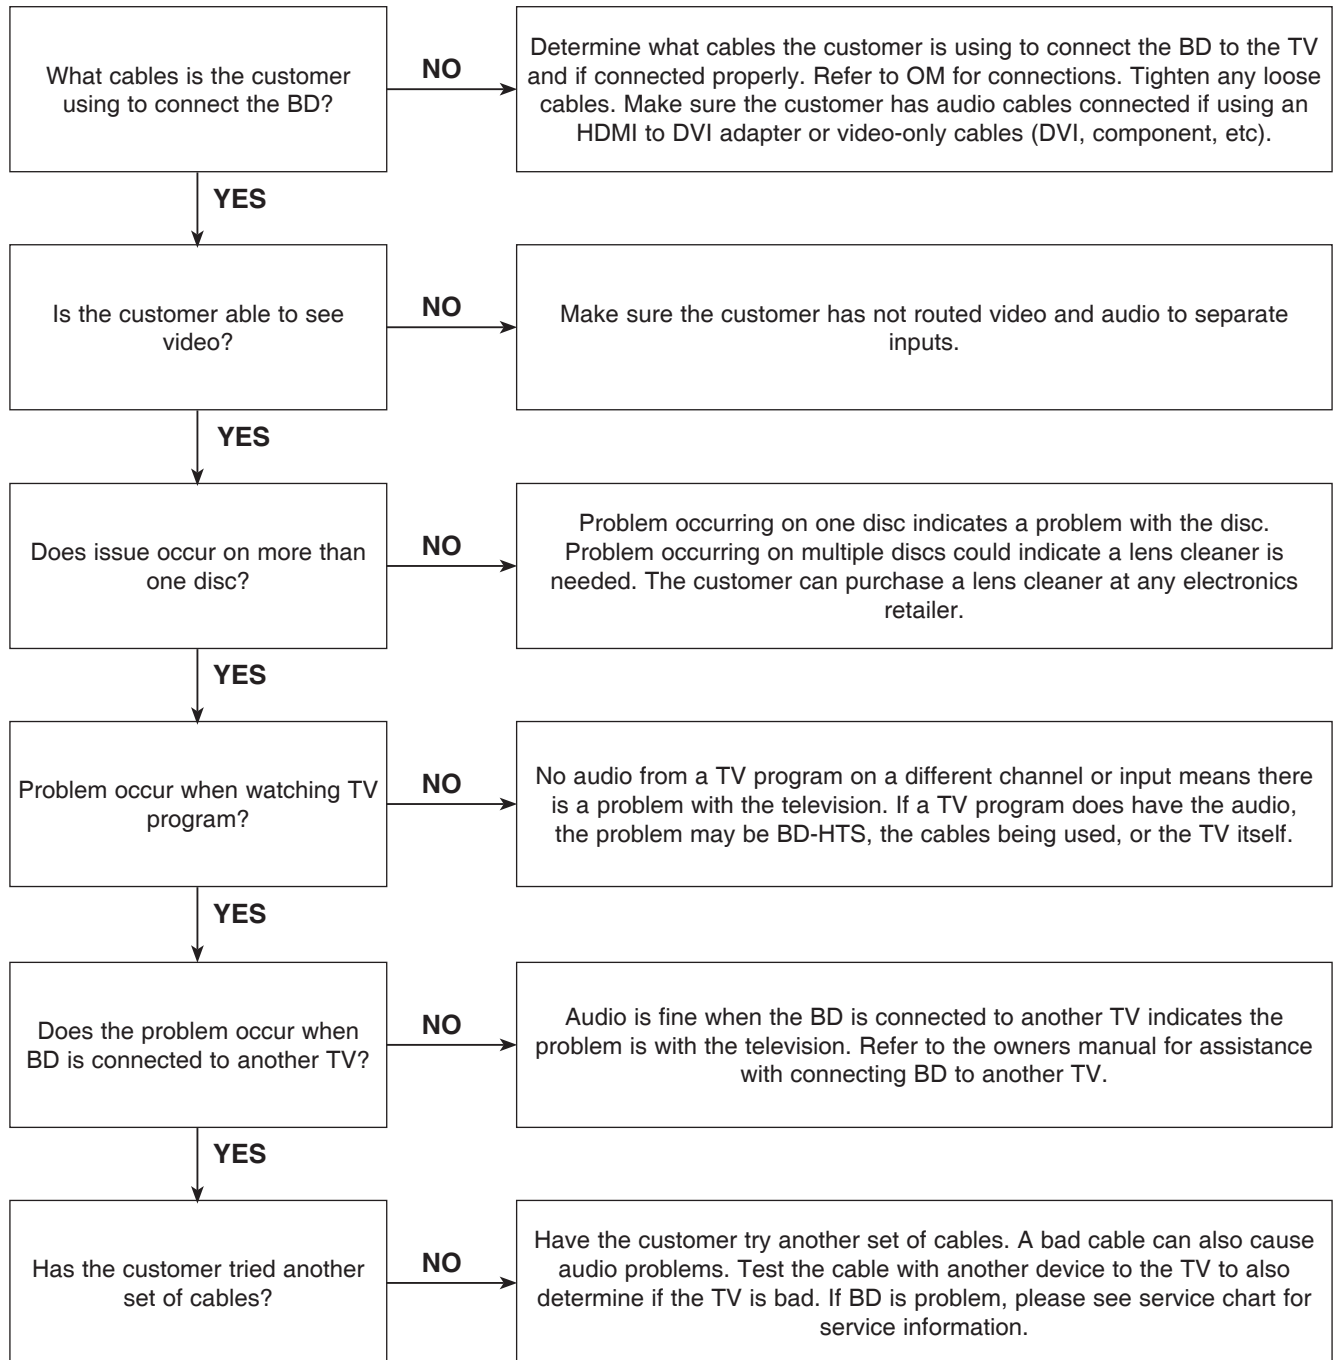 What cables is the customer
using to connect the BD?
NO
Determine what cables the customer is using to connect the BD to the TV
and if connected properly. Refer to OM for connections. Tighten any loose
cables. Make sure the customer has audio cables connected if using an
HDMI to DVI adapter or video-only cables (DVI, component, etc).
YES
Is the customer able to see
video?
NO
Make sure the customer has not routed video and audio to separate
inputs.
YES
Does issue occur on more than
one disc?
NO
Problem occurring on one disc indicates a problem with the disc.
Problem occurring on multiple discs could indicate a lens cleaner is
needed. The customer can purchase a lens cleaner at any electronics
retailer.
YES
Problem occur when watching TV
program?
NO
No audio from a TV program on a different channel or input means there
is a problem with the television. If a TV program does have the audio,
the problem may be BD-HTS, the cables being used, or the TV itself.
YES
Does the problem occur when
BD is connected to another TV?
NO
Audio is fine when the BD is connected to another TV indicates the
problem is with the television. Refer to the owners manual for assistance
with connecting BD to another TV.
YES
Has the customer tried another
set of cables?
NO
Have the customer try another set of cables. A bad cable can also cause
audio problems. Test the cable with another device to the TV to also
determine if the TV is bad. If BD is problem, please see service chart for
service information.